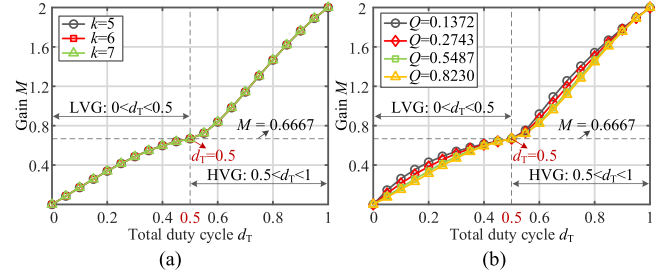 2
1.6
1.2
0.8
0.4
Gain M
k=5
k=6
k=7
LVG: 0<dT<0.5
M = 0.6667
dT=0.5
HVG: 0.5<dT<1
0 0.2 0.4 0.5 0.6 0.8 1
Total duty cycle dT
(a)
2
1.6
1.2
0.8
0.4
Gain M
Q=0.1372
Q=0.2743
Q=0.5487
Q=0.8230
LVG: 0<dT<0.5
M = 0.6667
dT=0.5
HVG: 0.5<dT<1
0 0.2 0.4 0.5 0.6 0.8 1
Total duty cycle dT
(b)